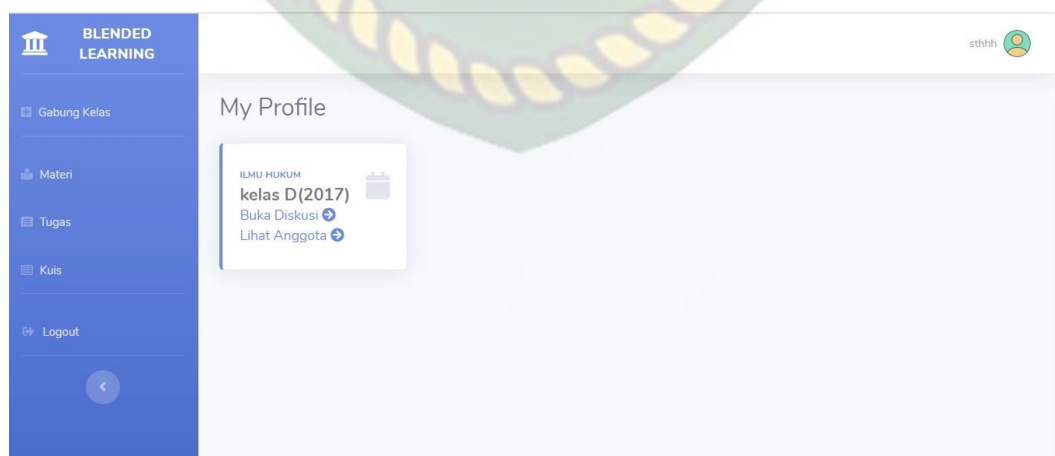 BLENDED
LEARNING
sthhh
Gabung Kelas
Materi
Tugas
Kuis
Logout
My Profile
ILMU HUKUM
kelas D(2017)
Buka Diskusi
Lihat Anggota